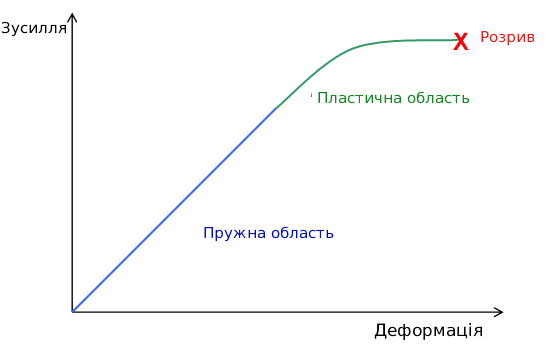 Зусилля
Розрив
Пластична область
Пружна область
Деформація